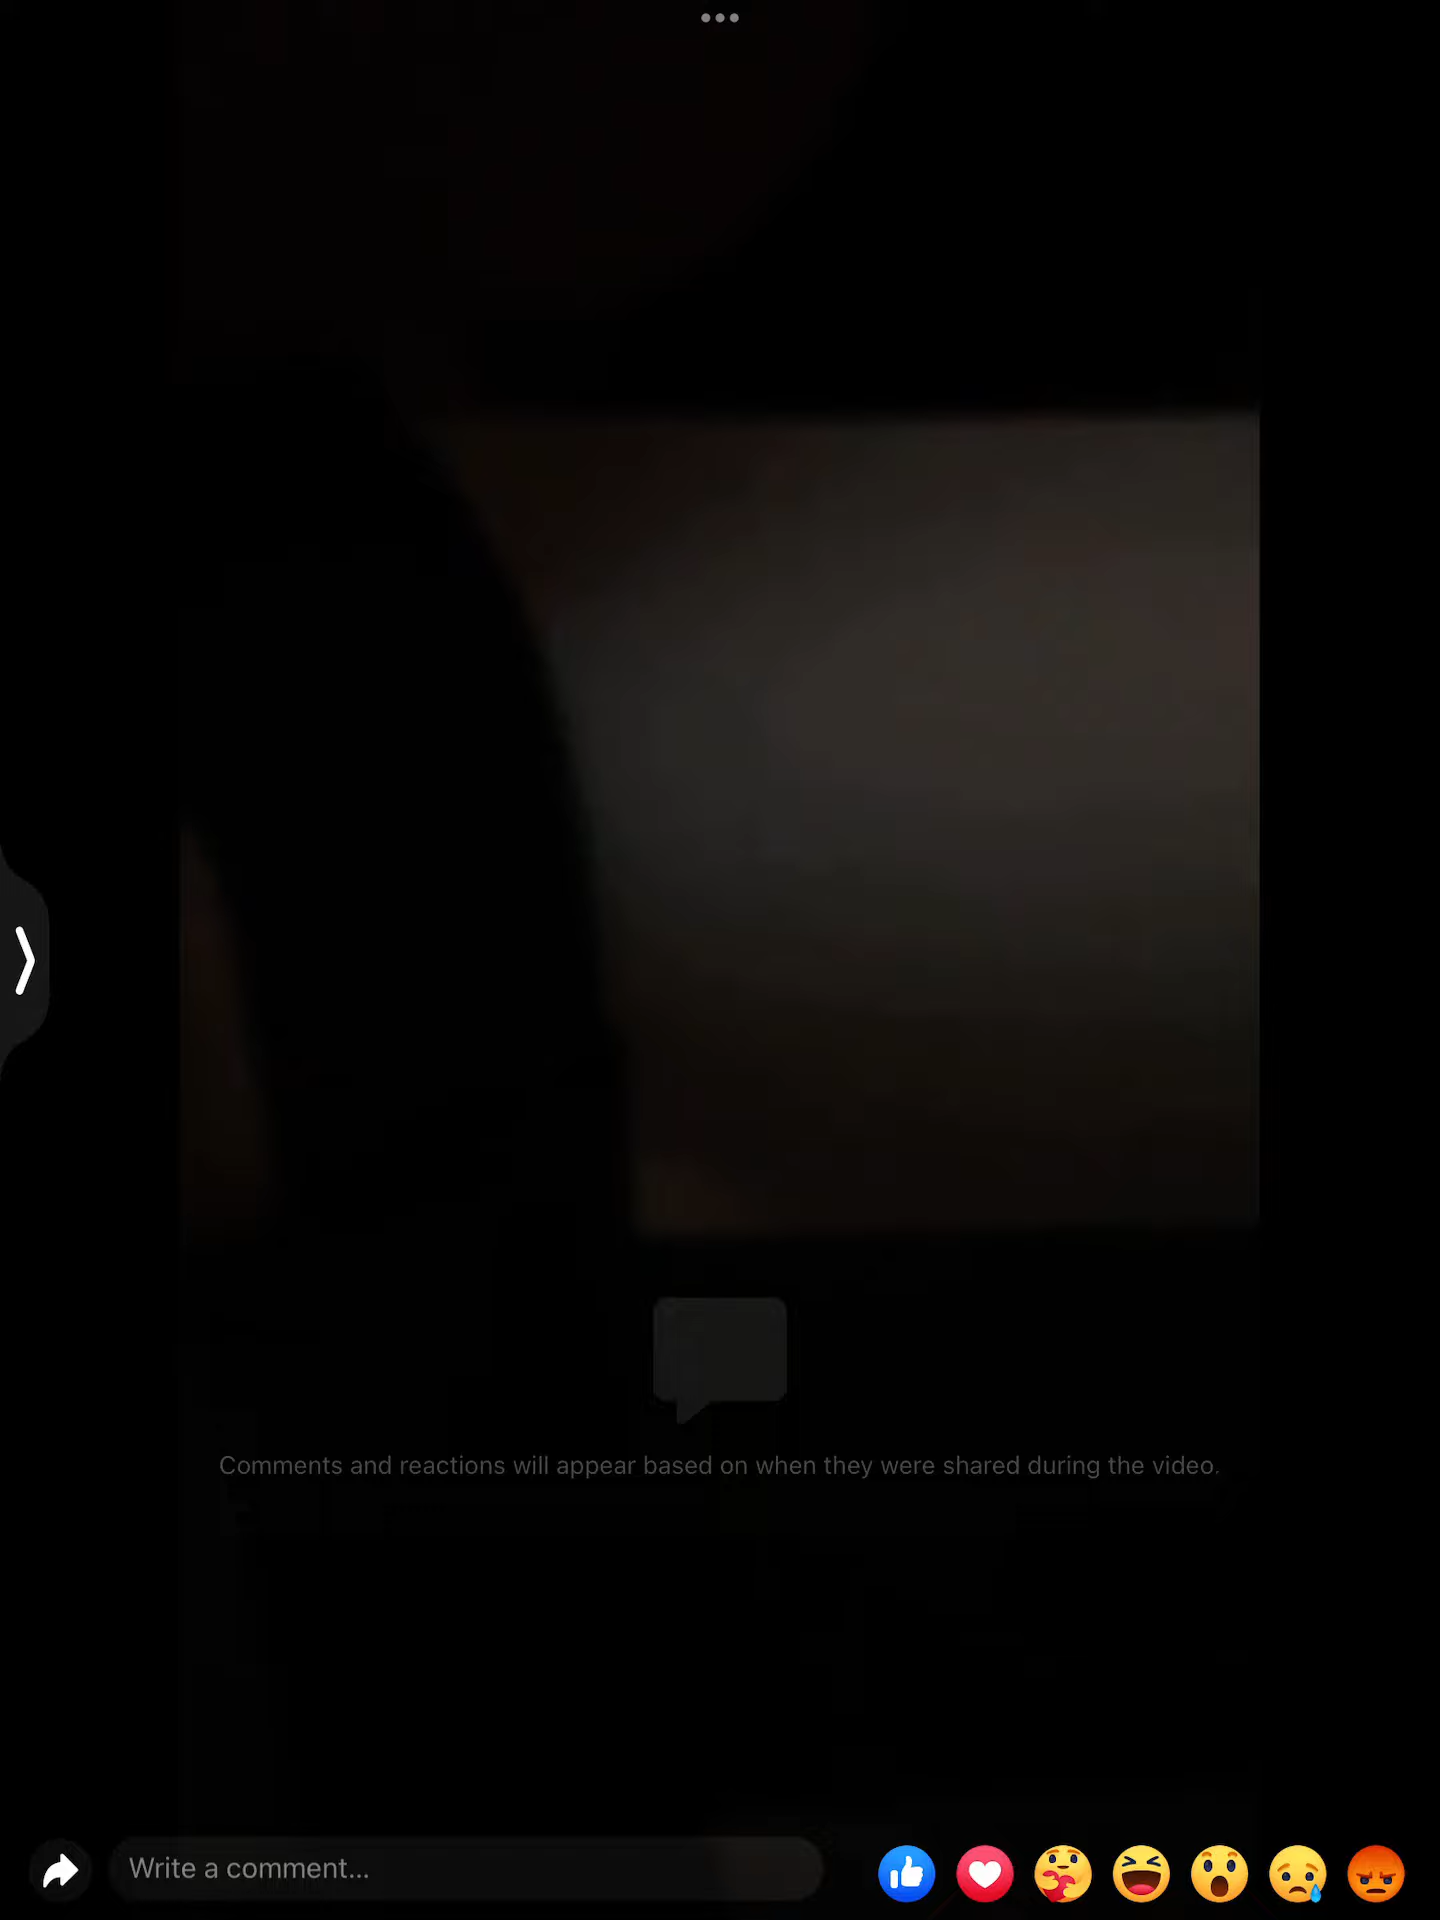 Comments and reactions will appear based on when they were shared during the video.
Write a comment...